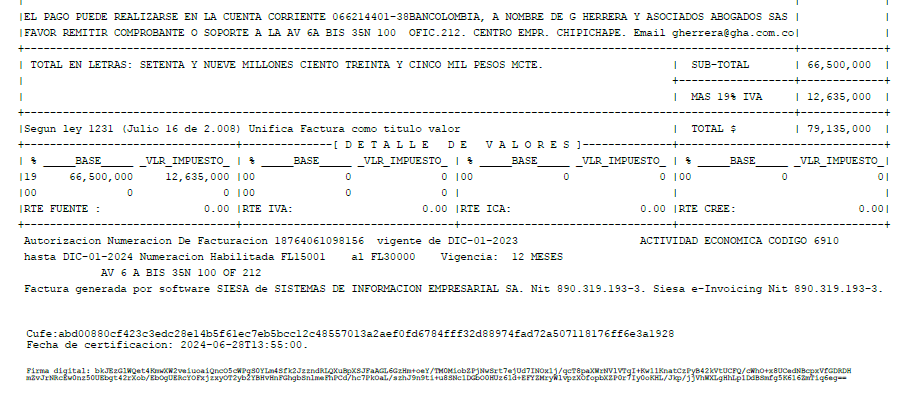 EL PAGO PUEDE REALIZARSE EN LA CUENTA CORRIENTE 066214401-38BANCOLOMBIA, A NOMBRE DE G HERRERA Y ASOCIADOS ABOGADOS SAS
FAVOR REMITIR COMPROBANTE O SOPORTE A LA AV 6A BIS 35N 100 OFIC.212. CENTRO EMPR. CHIPICHAPE. Email gherrera@gha.com.co
TOTAL EN LETRAS: SETENTA Y NUEVE MILLONES CIENTO TREINTA Y CINCO MIL PESOS MCTE. | SUB-TOTAL | 66,500,000
MAS 19% IVA | 12,635,000
Segun ley 1231 (Julio 16 de 2.008) Unifica Factura como titulo valor | TOTAL $ | 79,135,000
[ D E T A L L E   D E   V A L O R E S ]
| % _____BASE_____ _VLR_IMPUESTO_ | % _____BASE_____ _VLR_IMPUESTO_ | % _____BASE_____ _VLR_IMPUESTO_ | % _____BASE_____ _VLR_IMPUESTO_|
|19 66,500,000 12,635,000 |00 0 0 |00 0 0 |00 0 0|
|00 0 0 |00 0 0 | | |
|RTE FUENTE : 0.00 |RTE IVA: 0.00 |RTE ICA: 0.00 |RTE CREE: 0.00|
Autorizacion Numeracion De Facturacion 18764061098156 vigente de DIC-01-2023 ACTIVIDAD ECONOMICA CODIGO 6910
hasta DIC-01-2024 Numeracion Habilitada FL15001 al FL30000 Vigencia: 12 MESES
AV 6 A BIS 35N 100 OF 212
Factura generada por software SIESA de SISTEMAS DE INFORMACION EMPRESARIAL SA. Nit 890.319.193-3. Siesa e-Invoicing Nit 890.319.193-3.
Cufe:abd00880cf423c3edc28e14b5f61ec7eb5bcc12c48557013a2aef0fd6784fff32d88974fad72a507118176ff6e3a1928
Fecha de certificacion: 2024-06-28T13:55:00.
Firma digital: